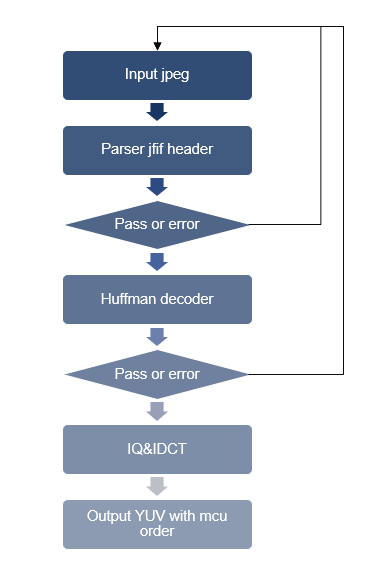 Input jpeg
Parser jfif header
Pass or error
Huffman decoder
Pass or error
IQ&IDCT
Output YUV with mcu
order